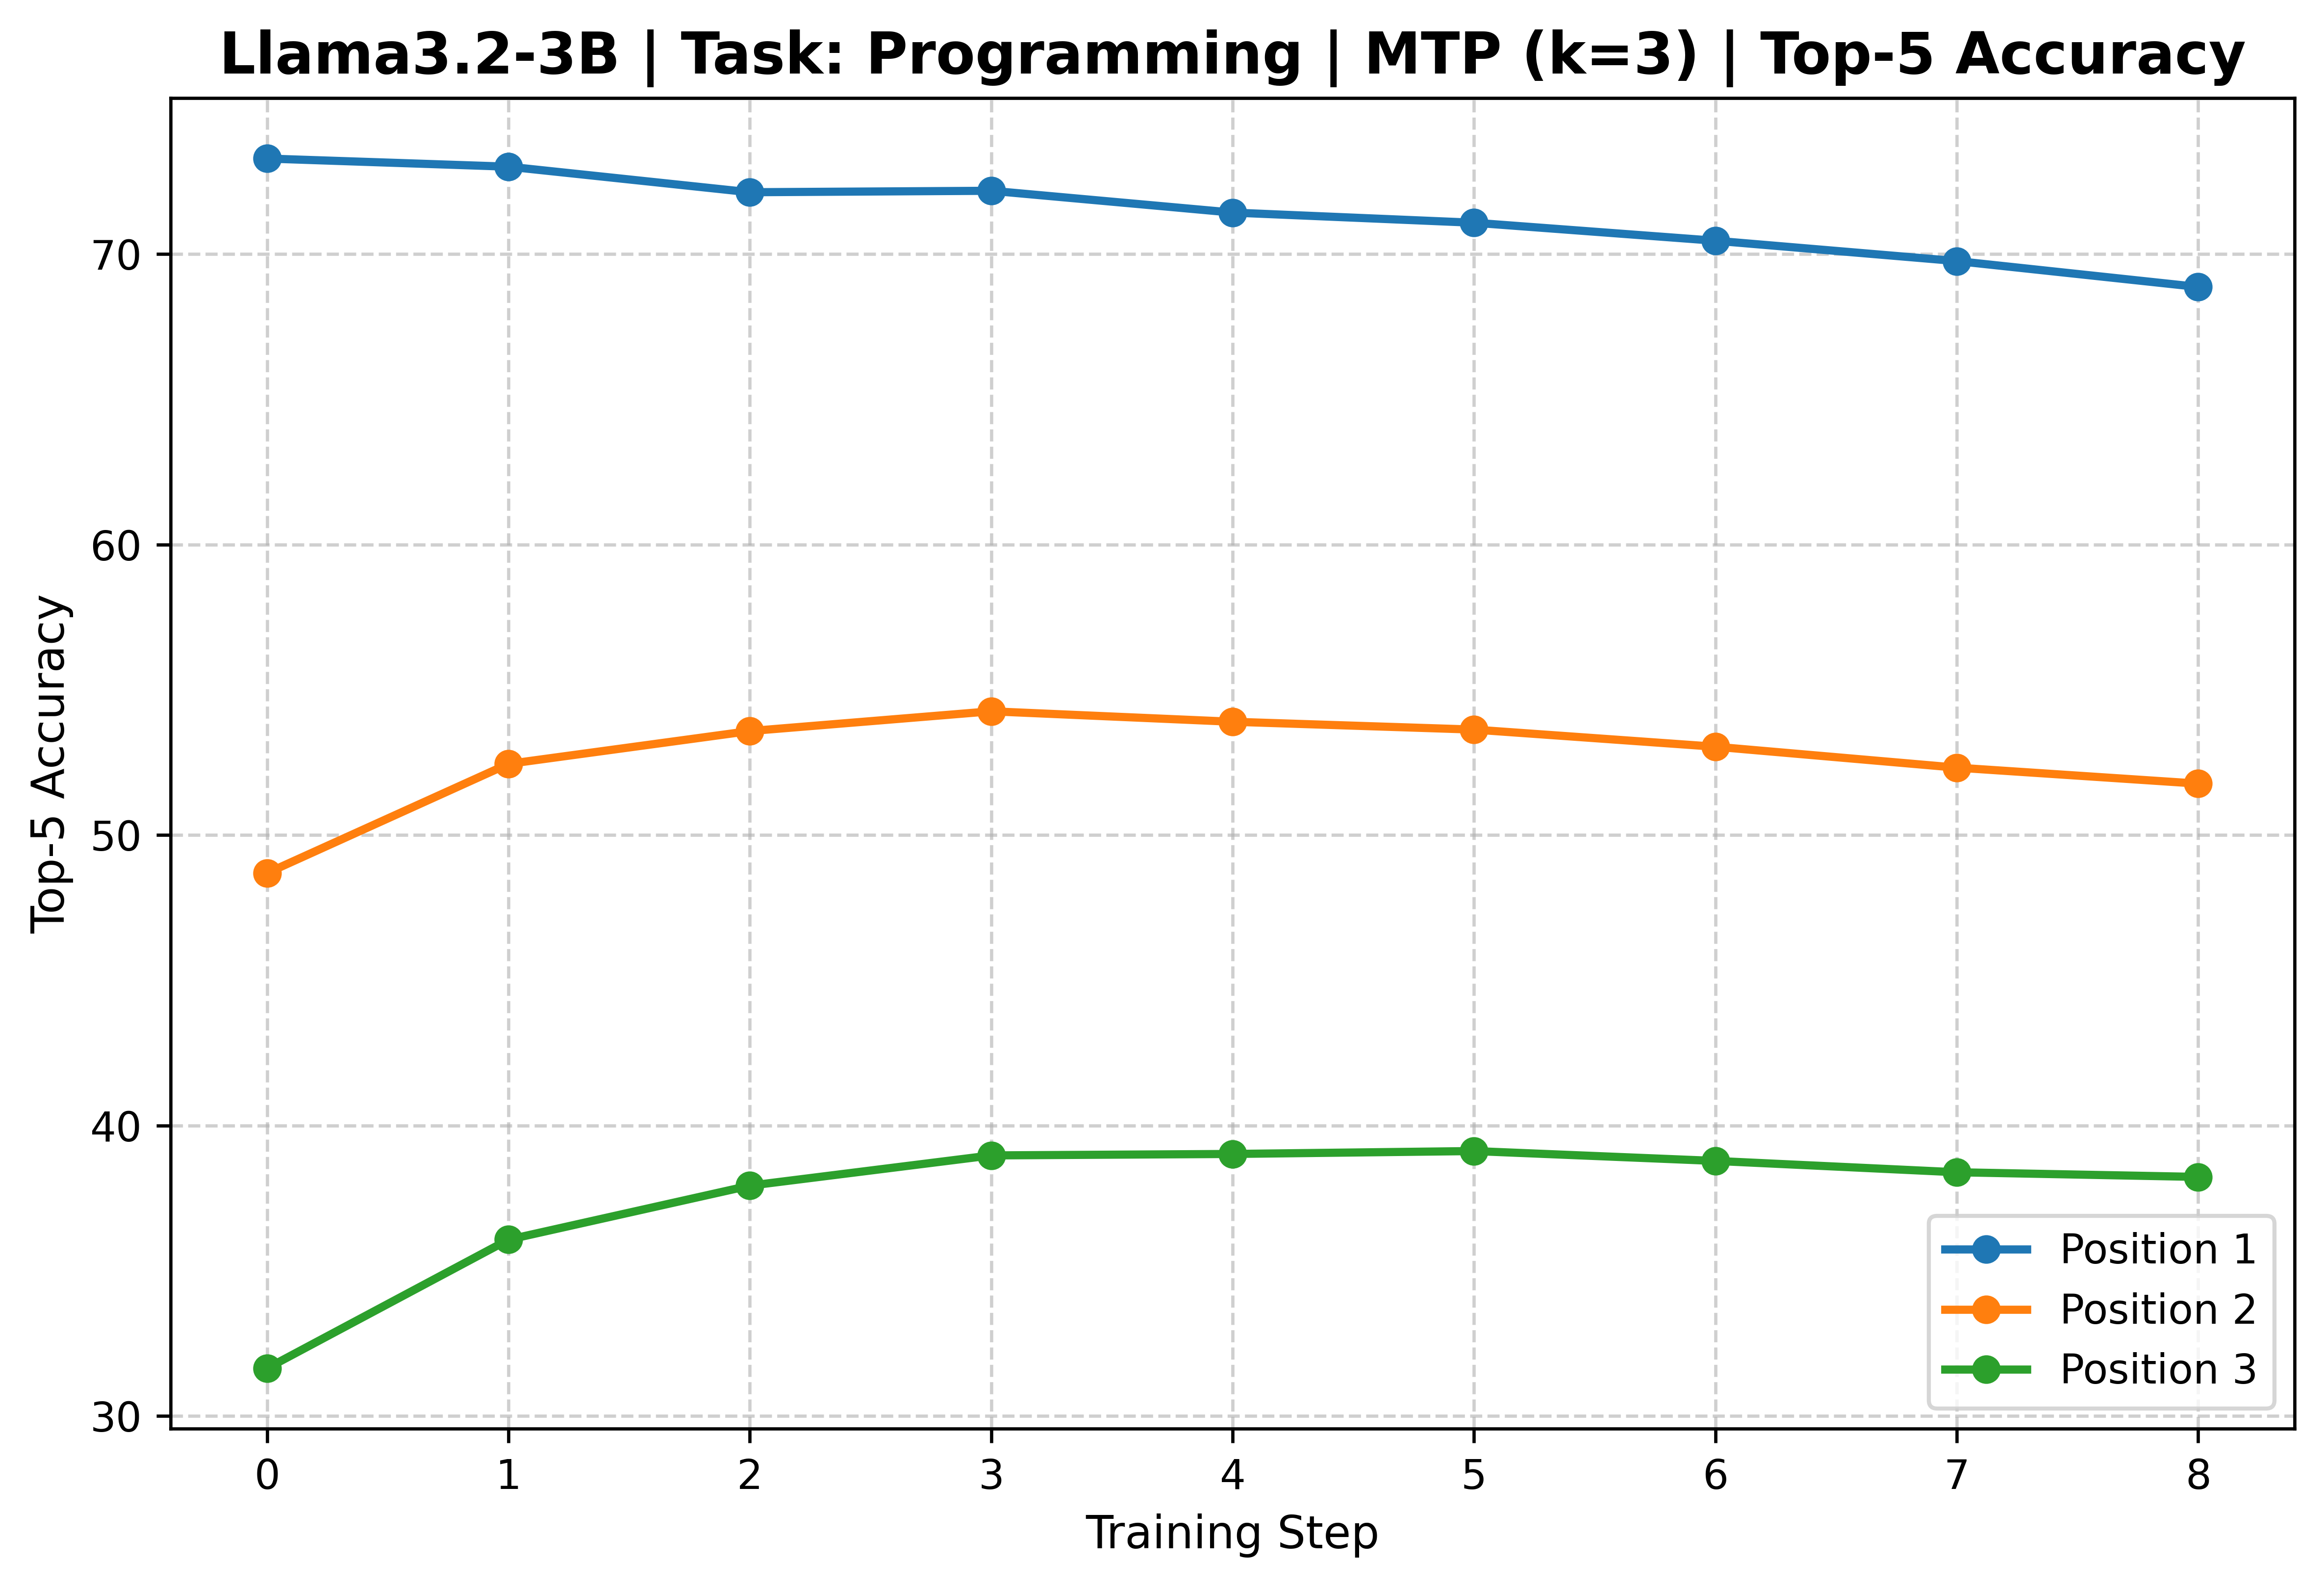 Llama3.2-3B | Task: Programming | MTP (k=3) | Top-5 Accuracy
Top-5 Accuracy
70
60
50
40
30
0 1 2 3 4 5 6 7 8
Training Step
Position 1
Position 2
Position 3